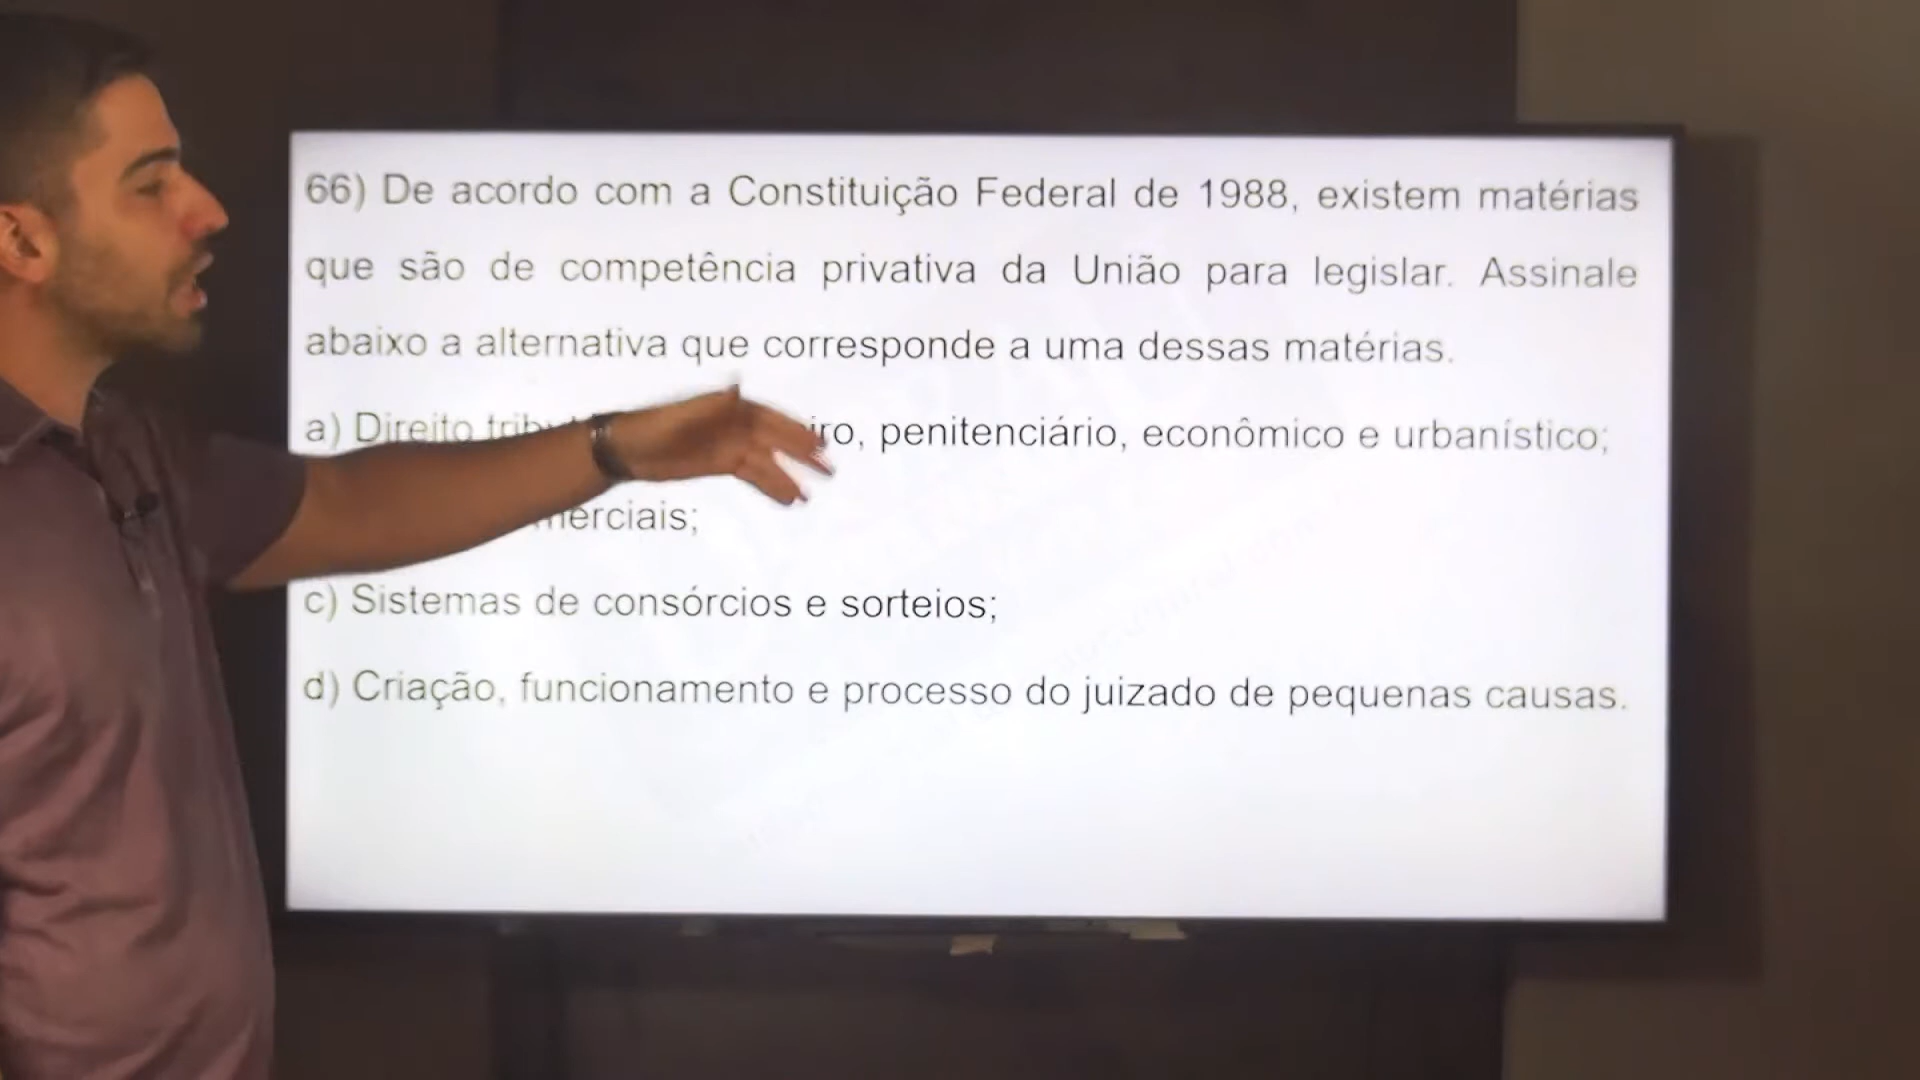 66) De acordo com a Constituição Federal de 1988, existem matérias
que são de competência privativa da União para legislar. Assinale
abaixo a alternativa que corresponde a uma dessas matérias.
a) Direito penitenciário, econômico e urbanístico;
c) Sistemas de consórcios e sorteios;
d) Criação, funcionamento e processo do juizado de pequenas causas.